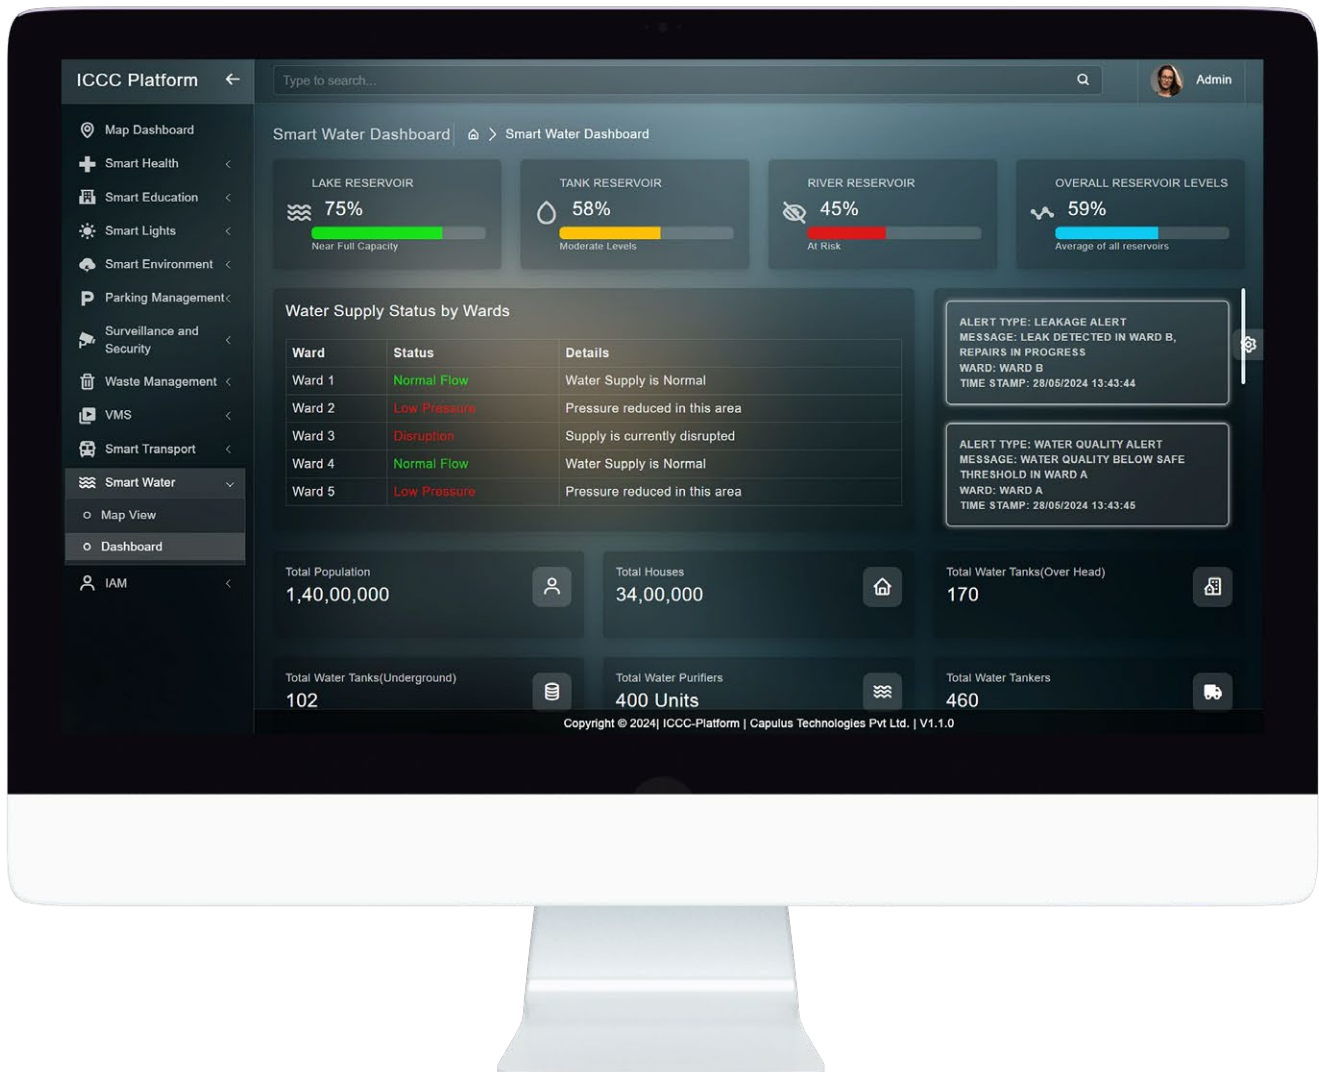 ICCC Platform
Type to search...
Admin
Map Dashboard
Smart Health
Smart Education
Smart Lights
Smart Environment
Parking Management
Surveillance and
Security
Waste Management
VMS
Smart Transport
Smart Water
Map View
Dashboard
IAM
Smart Water Dashboard
Smart Water Dashboard
LAKE RESERVOIR
75%
Near Full Capacity
TANK RESERVOIR
58%
Moderate Levels
RIVER RESERVOIR
45%
At Risk
OVERALL RESERVOIR LEVELS
59%
Average of all reservoirs
Water Supply Status by Wards
Ward Status Details
Ward 1 Normal Flow Water Supply is Normal
Ward 2 Low Pressure Pressure reduced in this area
Ward 3 Disruption Supply is currently disrupted
Ward 4 Normal Flow Water Supply is Normal
Ward 5 Low Pressure Pressure reduced in this area
ALERT TYPE: LEAKAGE ALERT
MESSAGE: LEAK DETECTED IN WARD B,
REPAIRS IN PROGRESS
WARD: WARD B
TIME STAMP: 28/05/2024 13:43:44
ALERT TYPE: WATER QUALITY ALERT
MESSAGE: WATER QUALITY BELOW SAFE
THRESHOLD IN WARD A
WARD: WARD A
TIME STAMP: 28/05/2024 13:43:45
Total Population
1,40,00,000
Total Houses
34,00,000
Total Water Tanks(Over Head)
170
Total Water Tanks(Underground)
102
Total Water Purifiers
400 Units
Total Water Tankers
460
Copyright © 2024| ICCC-Platform | Capulus Technologies Pvt Ltd. | V1.1.0